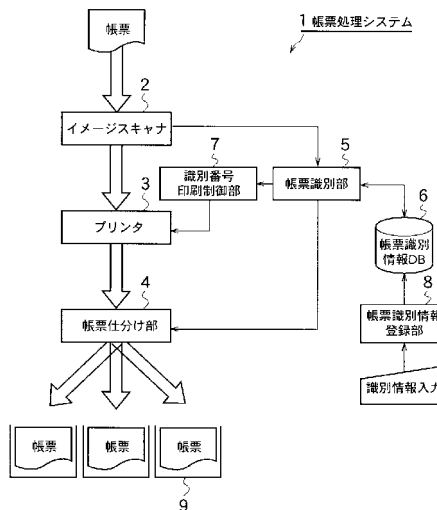 1 帳票処理システム
帳票
2
イメージスキャナ
7
識別番号
印刷制御部
5
帳票識別部
3
プリンタ
6
帳票識別
情報DB
4
帳票仕分け部
8
帳票識別情報
登録部
識別情報入力
帳票
帳票
帳票
9